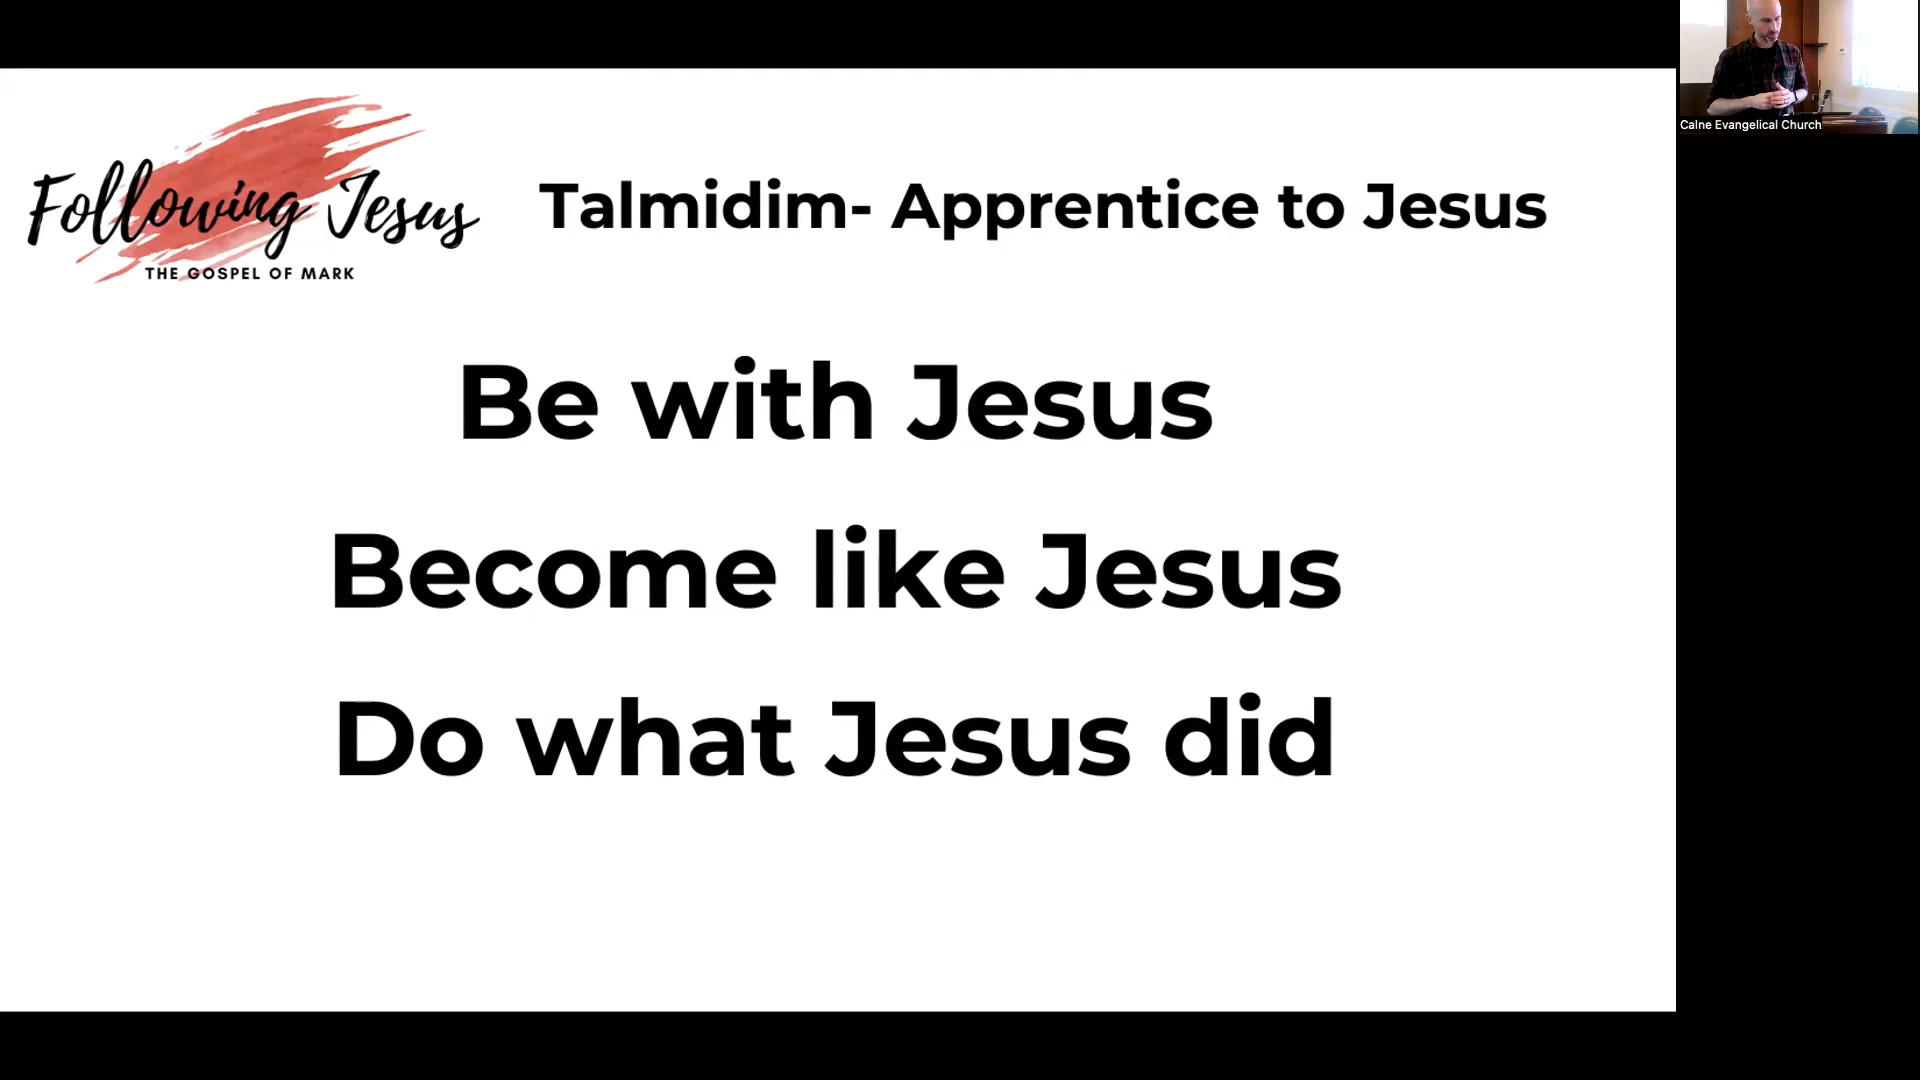 Calne Evangelical Church
Following Jesus
THE GOSPEL OF MARK
Talmidim- Apprentice to Jesus
Be with Jesus
Become like Jesus
Do what Jesus did